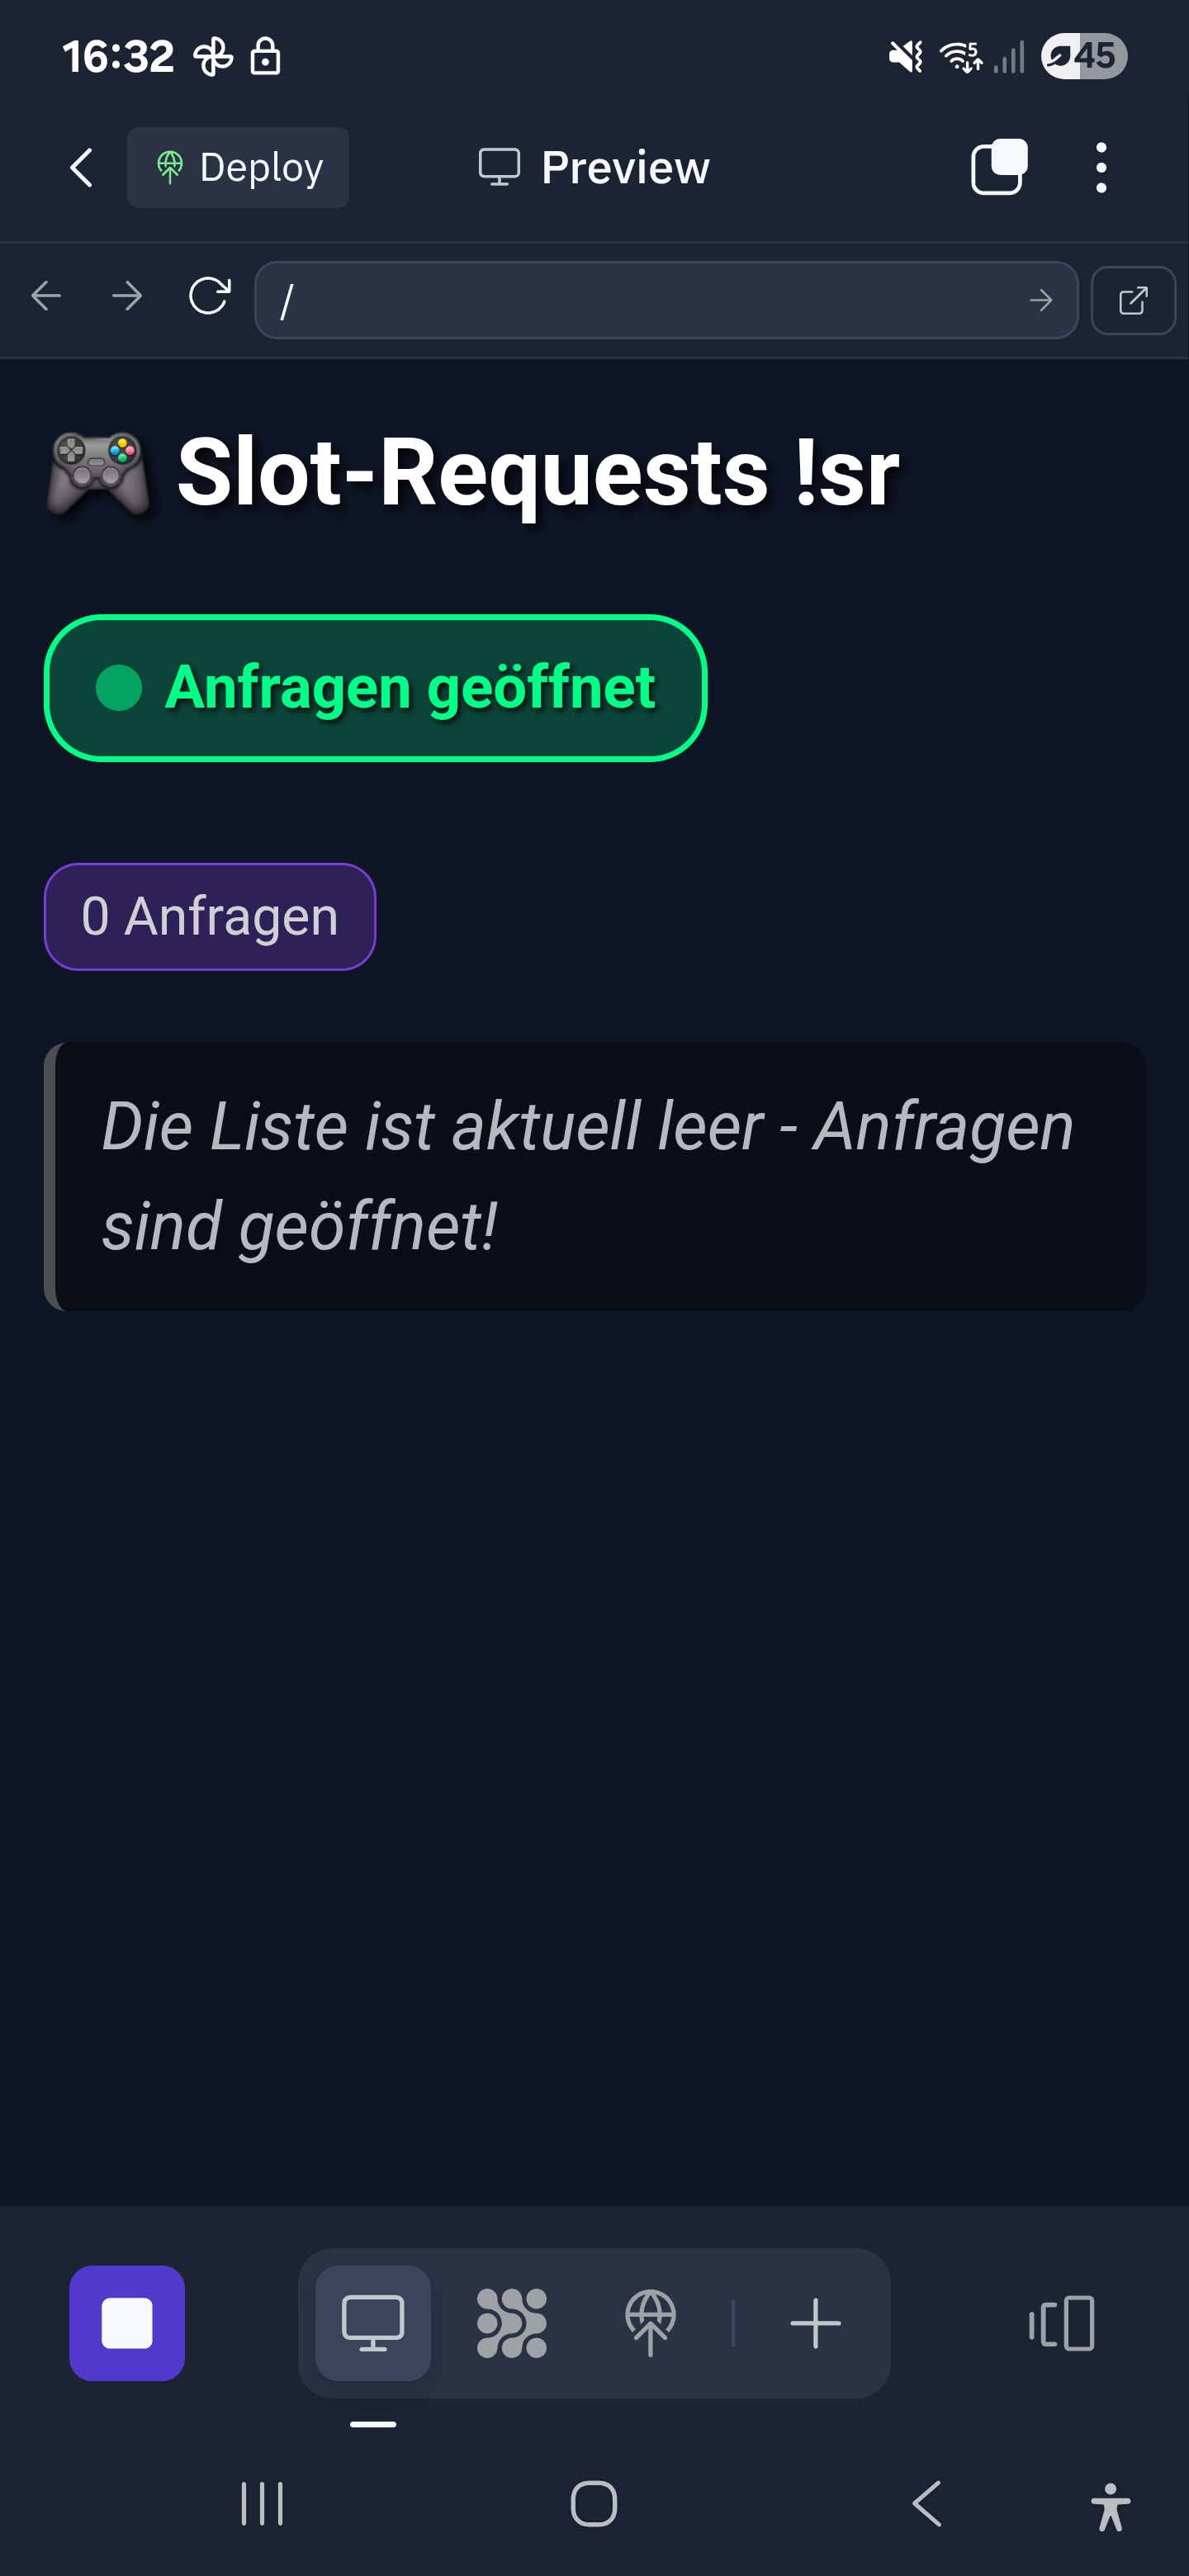 16:32
5
45
Deploy
Preview
/
🎮 Slot-Requests !sr
Anfragen geöffnet
0 Anfragen
Die Liste ist aktuell leer - Anfragen
sind geöffnet!